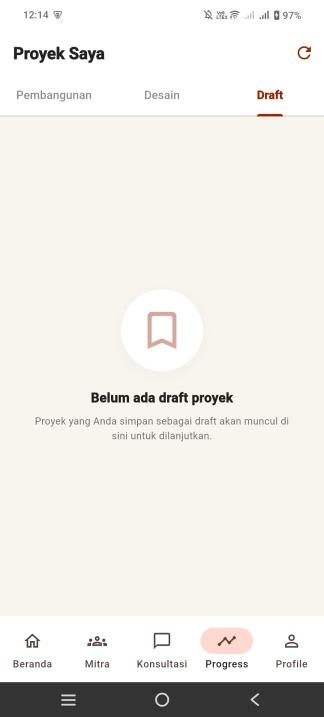 12:14
97%
Proyek Saya
Pembangunan
Desain
Draft
Belum ada draft proyek
Proyek yang Anda simpan sebagai draft akan muncul di
sini untuk dilanjutkan.
Beranda
Mitra
Konsultasi
Progress
Profile